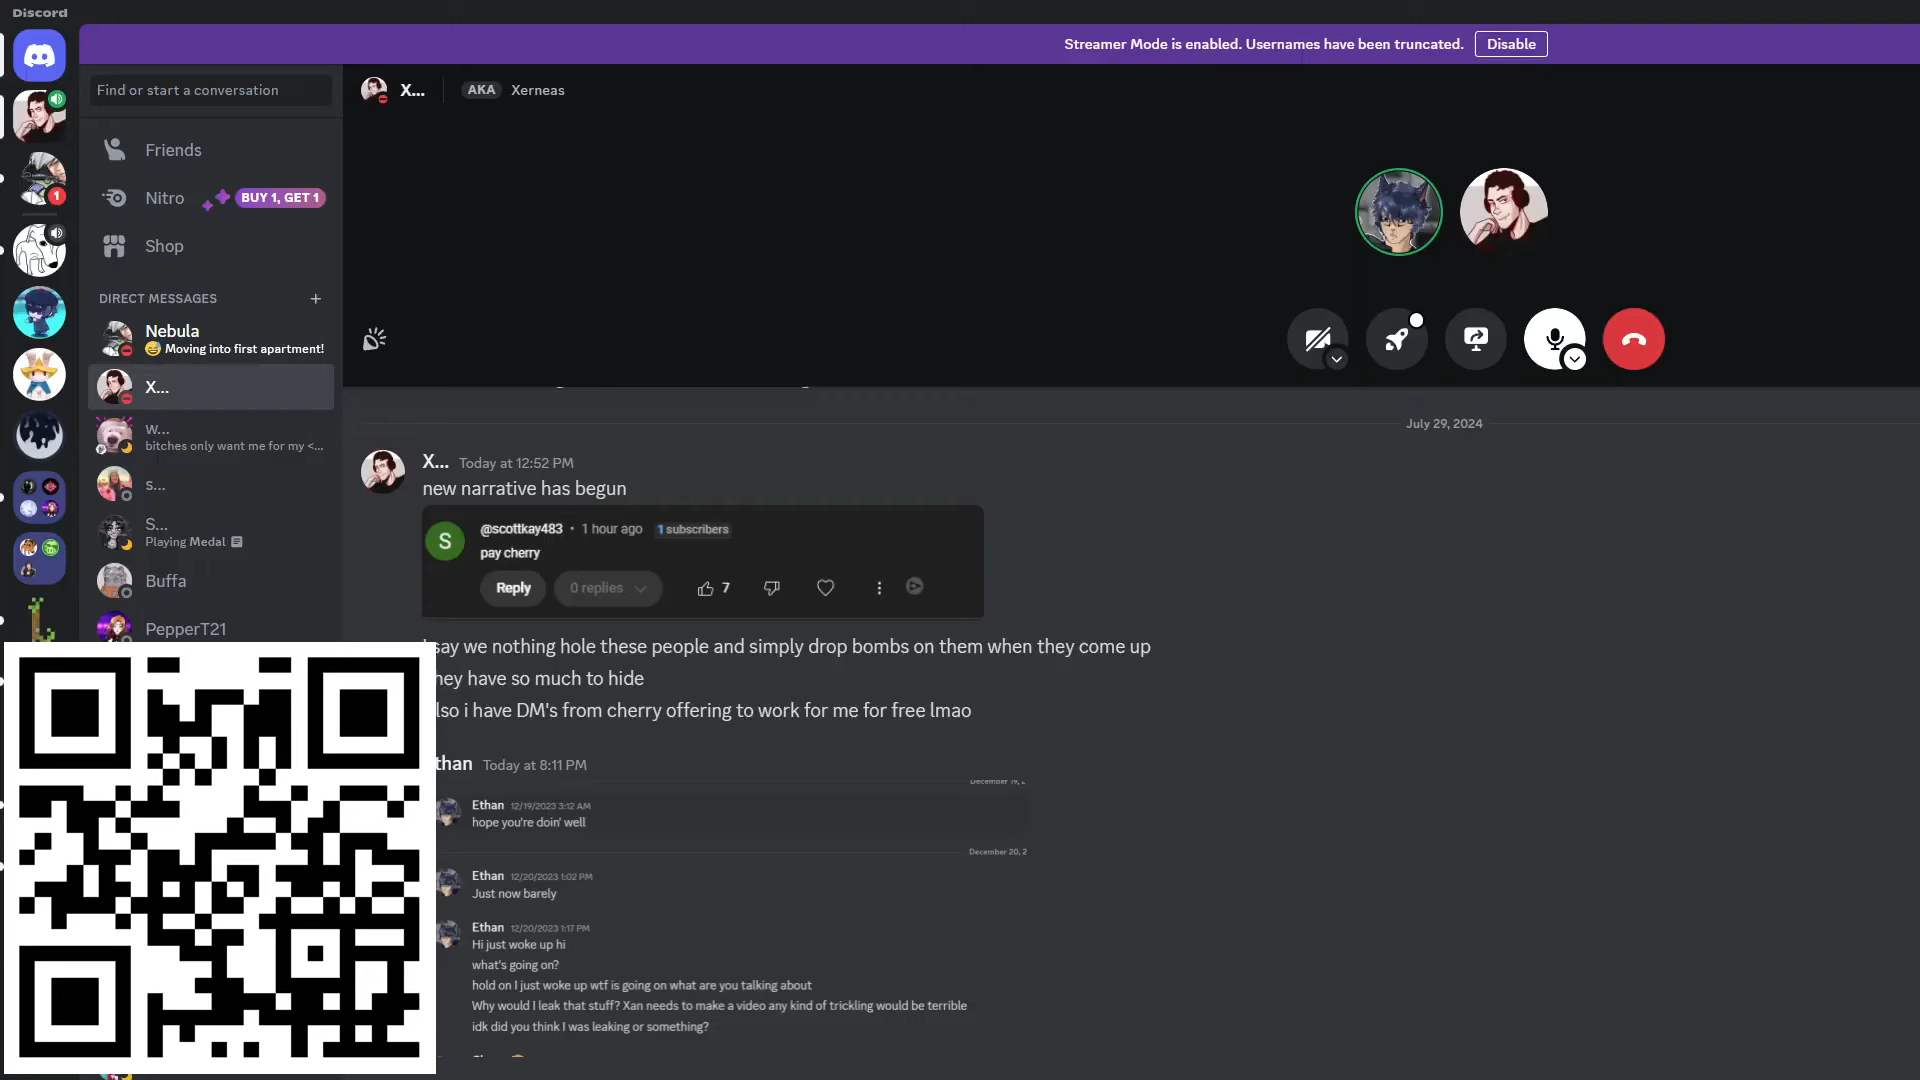 Discord
Streamer Mode is enabled. Usernames have been truncated.
Disable
Find or start a conversation
X...
AKA
Xerneas
Friends
Nitro
BUY 1, GET 1
Shop
1
DIRECT MESSAGES
Nebula
Moving into first apartment!
X...
w...
bitches only want me for my <...
s...
S...
Playing Medal
Buffa
PepperT21
July 29, 2024
X...
Today at 12:52 PM
new narrative has begun
S
@scottkay483 • 1 hour ago
1 subscribers
pay cherry
Reply
0 replies
7
say we nothing hole these people and simply drop bombs on them when they come up
hey have so much to hide
lso i have DM's from cherry offering to work for me for free lmao
than
Today at 8:11 PM
December 19, 2
Ethan 12/19/2023 3:12 AM
hope you're doin' well
December 20, 2
Ethan 12/20/2023 1:02 PM
Just now barely
Ethan 12/20/2023 1:17 PM
Hi just woke up hi
what's going on?
hold on I just woke up wtf is going on what are you talking about
Why would I leak that stuff? Xan needs to make a video any kind of trickling would be terrible
idk did you think I was leaking or something?